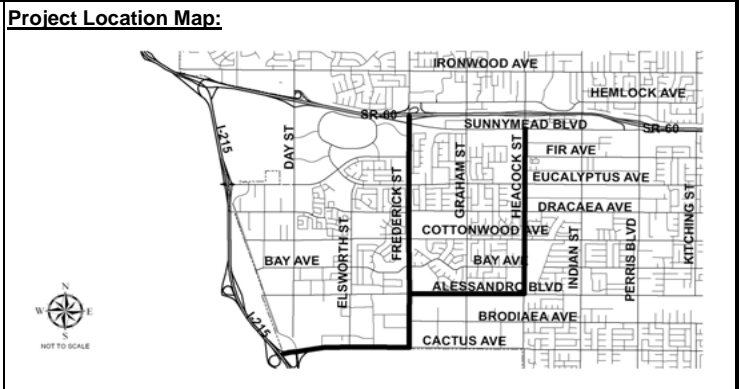 Project Location Map:
IRONWOOD AVE
HEMLOCK AVE
SR-60
SUNNYMEAD BLVD
SR-60
I-215
DAY ST
FIR AVE
EUCALYPTUS AVE
GRAHAM ST
HEACOCK ST
FREDERICK ST
DRACAEA AVE
KITCHING ST
COTTONWOOD AVE
ELSWORTH ST
INDIAN ST
PERRIS BLVD
BAY AVE
BAY AVE
ALESSANDRO BLVD
I-215
BRODIAEA AVE
CACTUS AVE
N
W
E
S
NOT TO SCALE